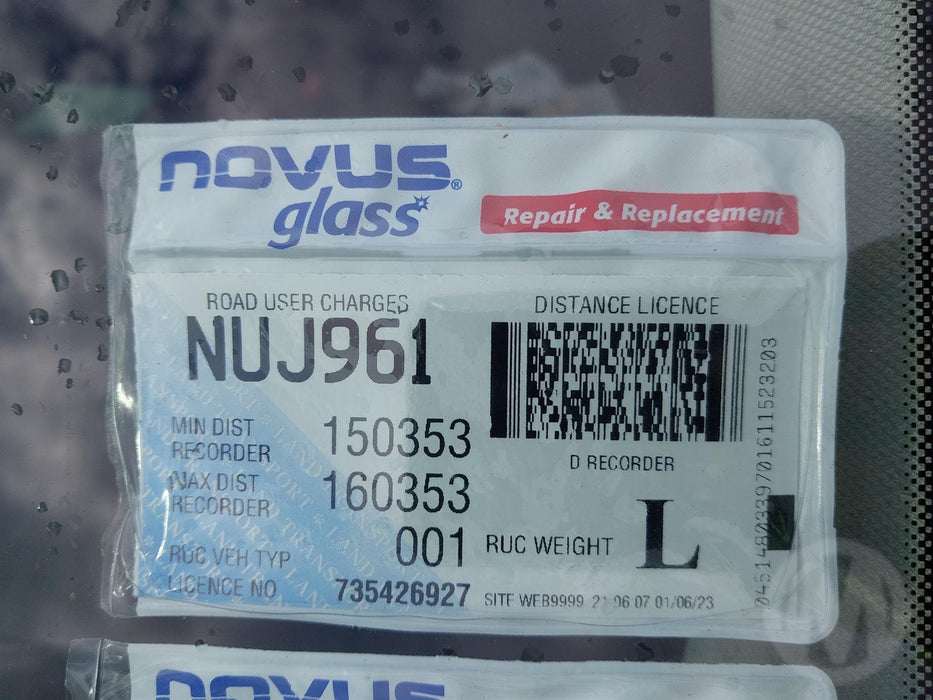 novus®
glass
Repair & Replacement
ROAD USER CHARGES
DISTANCE LICENCE
NUJ961
MIN DIST
RECORDER
150353
D RECORDER
MAX DIST
RECORDER
160353
RUC VEH TYP
001
RUC WEIGHT
L
LICENCE NO
735426927
SITE WEB9999 21 06 07 01/06/23
novus